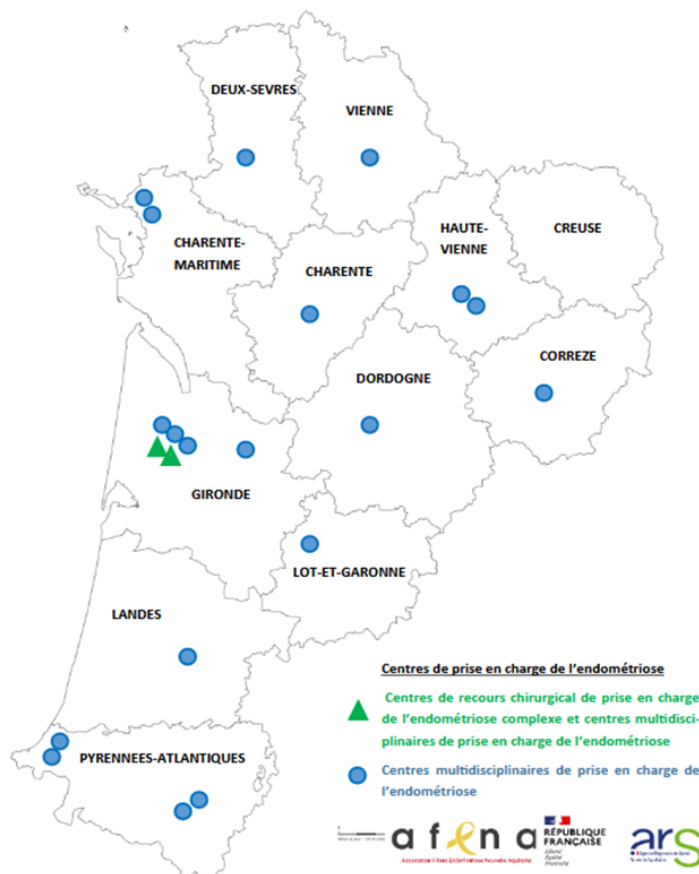 DEUX-SEVRES
VIENNE
CHARENTE-
MARITIME
HAUTE-
VIENNE
CREUSE
CHARENTE
CORREZE
DORDOGNE
GIRONDE
LOT-ET-GARONNE
LANDES
PYRENNEES-ATLANTIQUES
Centres de prise en charge de l'endométriose
Centres de recours chirurgical de prise en charge
de l'endométriose complexe et centres multidisci-
plinaires de prise en charge de l'endométriose
Centres multidisciplinaires de prise en charge de
l'endométriose
afena
Association Filière Endométriose Nouvelle Aquitaine
RÉPUBLIQUE
FRANÇAISE
Liberté
Égalité
Fraternité
ars